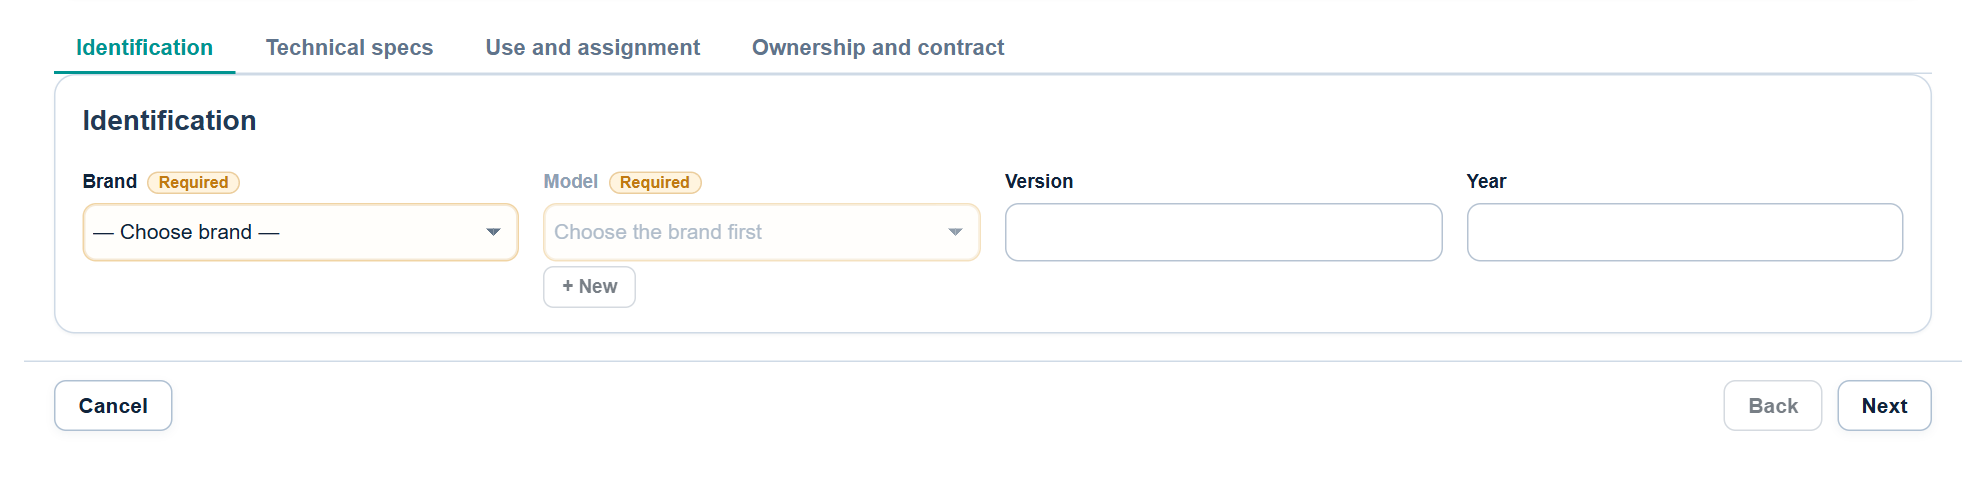 Identification Technical specs Use and assignment Ownership and contract
Identification
Brand Required Model Required Version Year
— Choose brand — Choose the brand first
+ New
Cancel Back Next